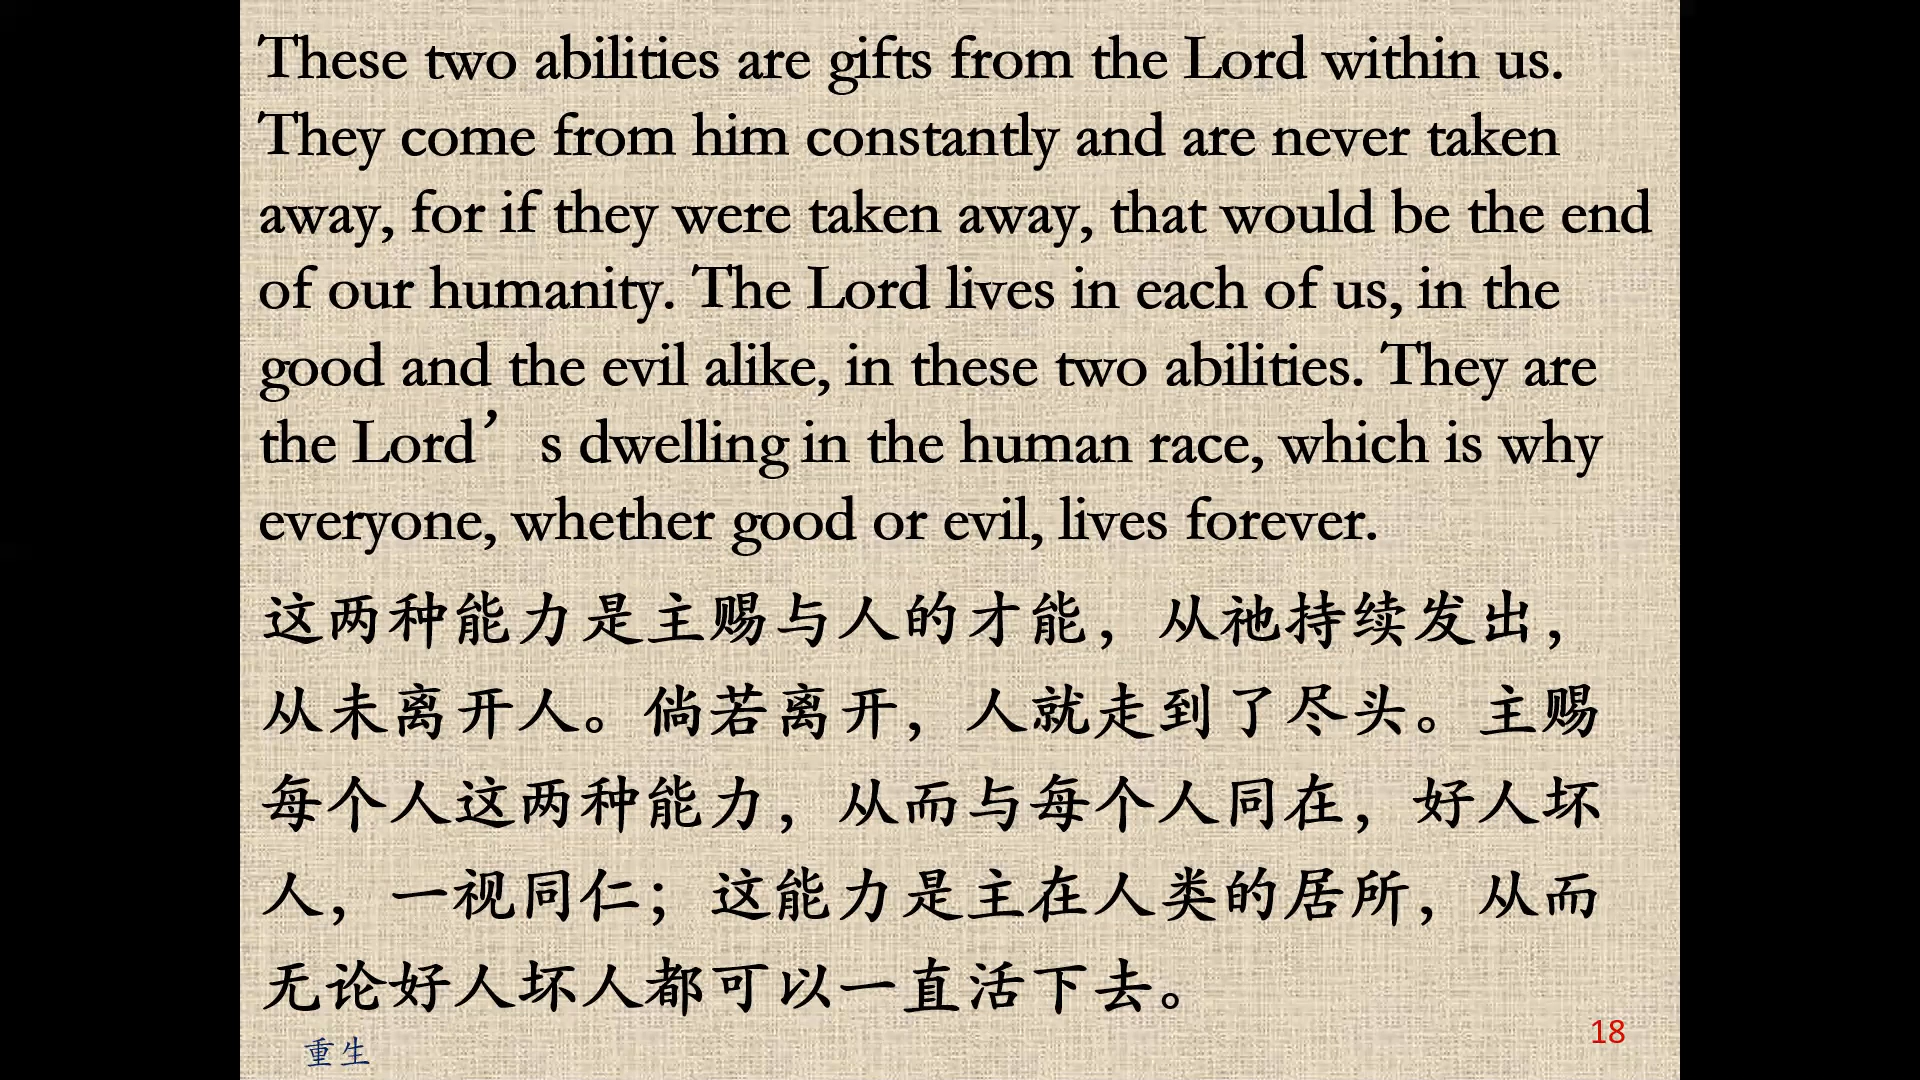 These two abilities are gifts from the Lord within us.
They come from him constantly and are never taken
away, for if they were taken away, that would be the end
of our humanity. The Lord lives in each of us, in the
good and the evil alike, in these two abilities. They are
the Lord’s dwelling in the human race, which is why
everyone, whether good or evil, lives forever.
这两种能力是主赐与人的才能，从祂持续发出，
从未离开人。倘若离开，人就走到了尽头。主赐
每个人这两种能力，从而与每个人同在，好人坏
人，一视同仁；这能力是主在人类的居所，从而
无论好人坏人都可以一直活下去。
重生
18